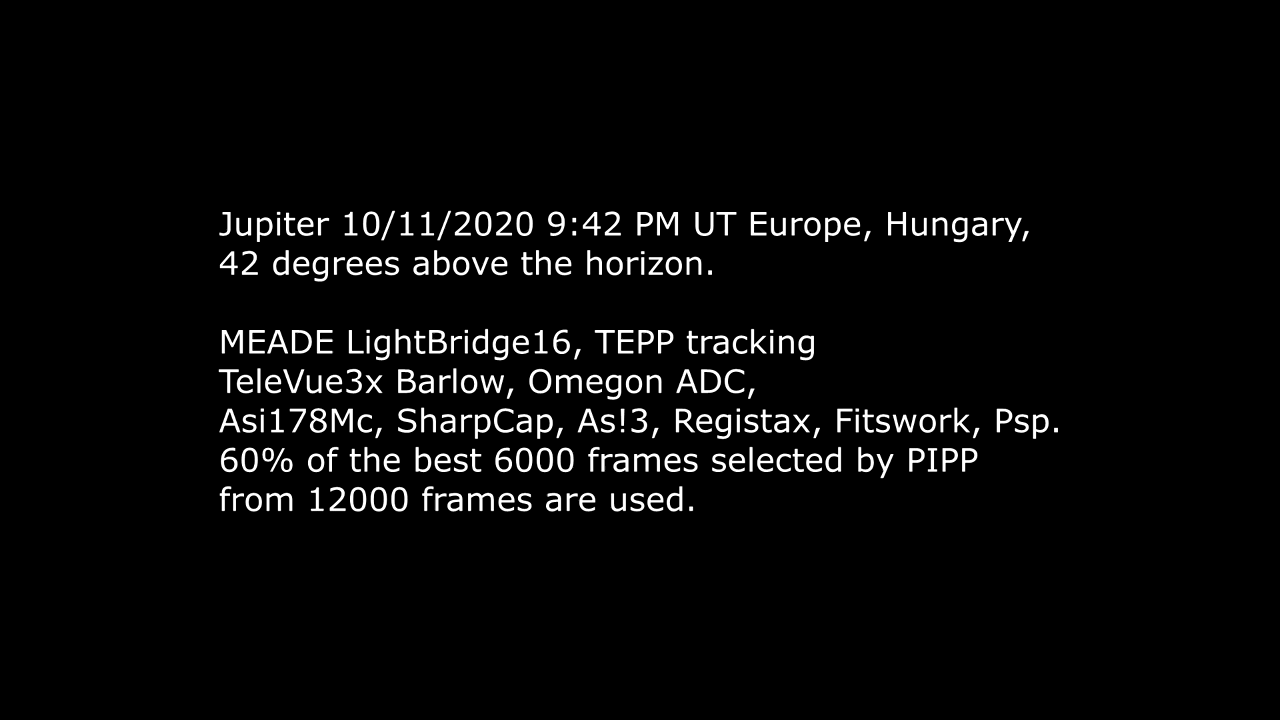 Jupiter 10/11/2020 9:42 PM UT Europe, Hungary,
42 degrees above the horizon.
MEADE LightBridge16, TEPP tracking
TeleVue3x Barlow, Omegon ADC,
Asi178Mc, SharpCap, As!3, Registax, Fitswork, Psp.
60% of the best 6000 frames selected by PIPP
from 12000 frames are used.